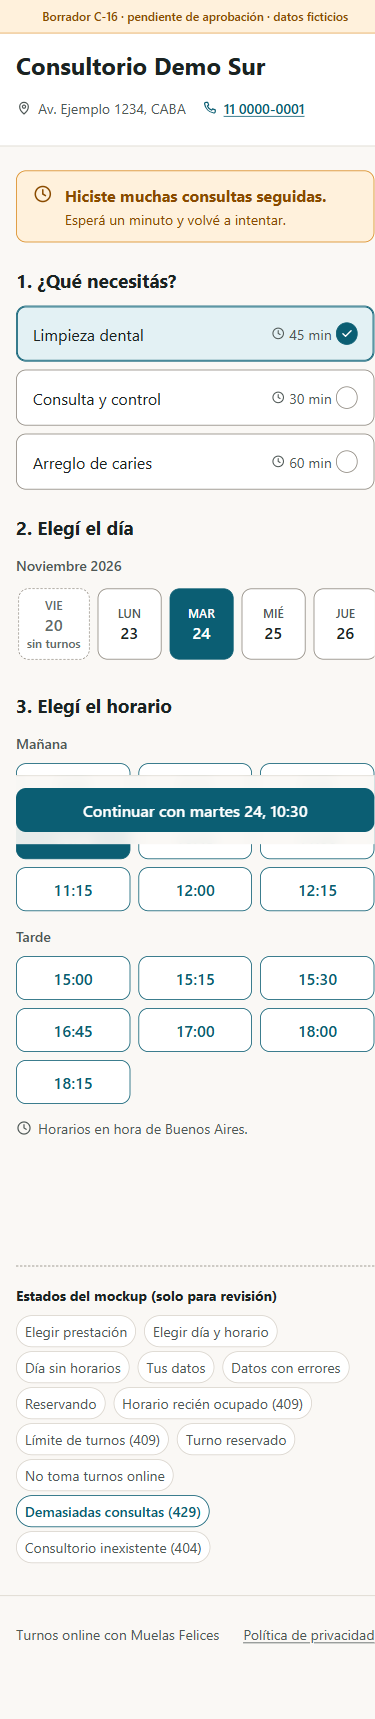 Borrador C-16 · pendiente de aprobación · datos ficticios
Consultorio Demo Sur
Av. Ejemplo 1234, CABA 11 0000-0001
Hiciste muchas consultas seguidas.
Esperá un minuto y volvé a intentar.
1. ¿Qué necesitás?
Limpieza dental 45 min
Consulta y control 30 min
Arreglo de caries 60 min
2. Elegí el día
Noviembre 2026
VIE LUN MAR MIÉ JUE
20 23 24 25 26
sin turnos
3. Elegí el horario
Mañana
Continuar con martes 24, 10:30
11:15 12:00 12:15
Tarde
15:00 15:15 15:30
16:45 17:00 18:00
18:15
Horarios en hora de Buenos Aires.
Estados del mockup (solo para revisión)
Elegir prestación Elegir día y horario
Día sin horarios Tus datos Datos con errores
Reservando Horario recién ocupado (409)
Límite de turnos (409) Turno reservado
No toma turnos online
Demasiadas consultas (429)
Consultorio inexistente (404)
Turnos online con Muelas Felices Política de privacidad